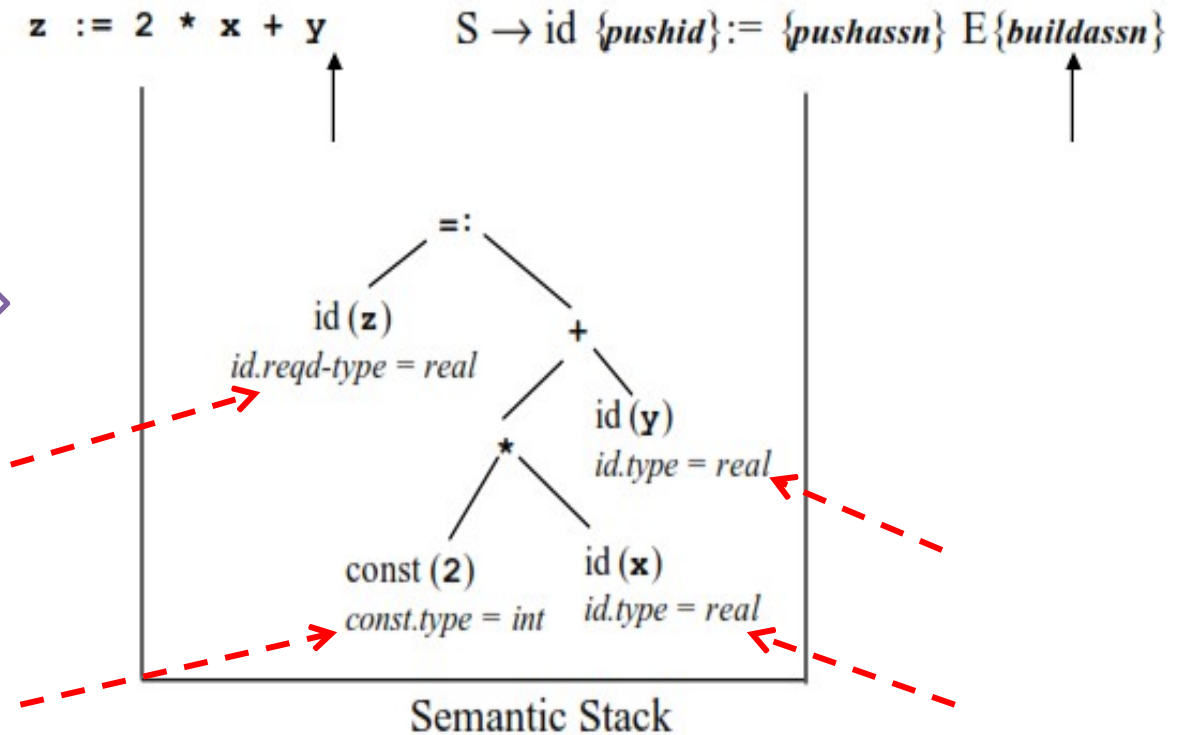 z := 2 * x + y
S → id {pushid}:= {pushassn} E{buildassn}
=:
id (z)
id.reqd-type = real
+
id (y)
id.type = real
*
const (2)
const.type = int
id (x)
id.type = real
Semantic Stack